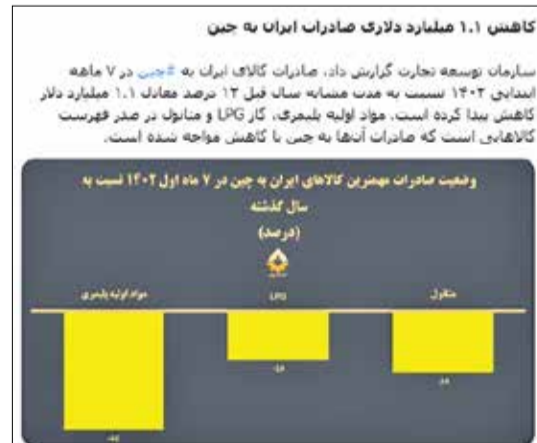 کاهش ۱.۱ میلیارد دلاری صادرات ایران به چین
سازمان توسعه تجارت گزارش داد، صادرات کالای ایران به #چین در ۷ ماهه
ابتدایی ۱۴۰۲ نسبت به مدت مشابه سال قبل ۱۲ درصد معادل ۱.۱ میلیارد دلار
کاهش پیدا کرده است. مواد اولیه پلیمری، گاز LPG و متانول در صدر فهرست
کالاهایی است که صادرات آن‌ها به چین با کاهش مواجه شده است.
وضعیت صادرات مهمترین کالاهای ایران به چین در ۷ ماه اول ۱۴۰۲ نسبت به
سال گذشته
(درصد)
متانول
LPG
مواد اولیه پلیمری